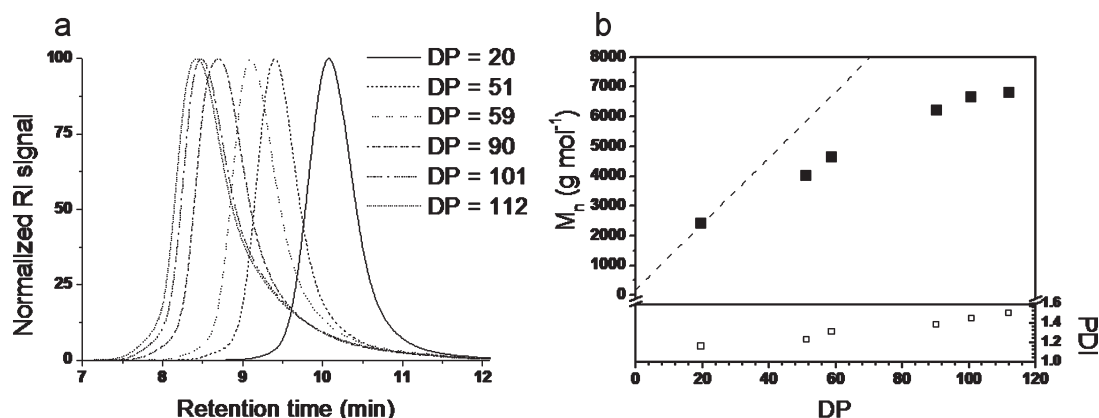 a
Normalized RI signal
100
75
50
25
0
7
8
9
10
11
12
Retention time (min)
DP = 20
DP = 51
DP = 59
DP = 90
DP = 101
DP = 112
b
Mn (g mol-1)
8000
7000
6000
5000
4000
3000
2000
1000
0
1.6
1.4
1.2
1.0
PDI
0
20
40
60
80
100
120
DP